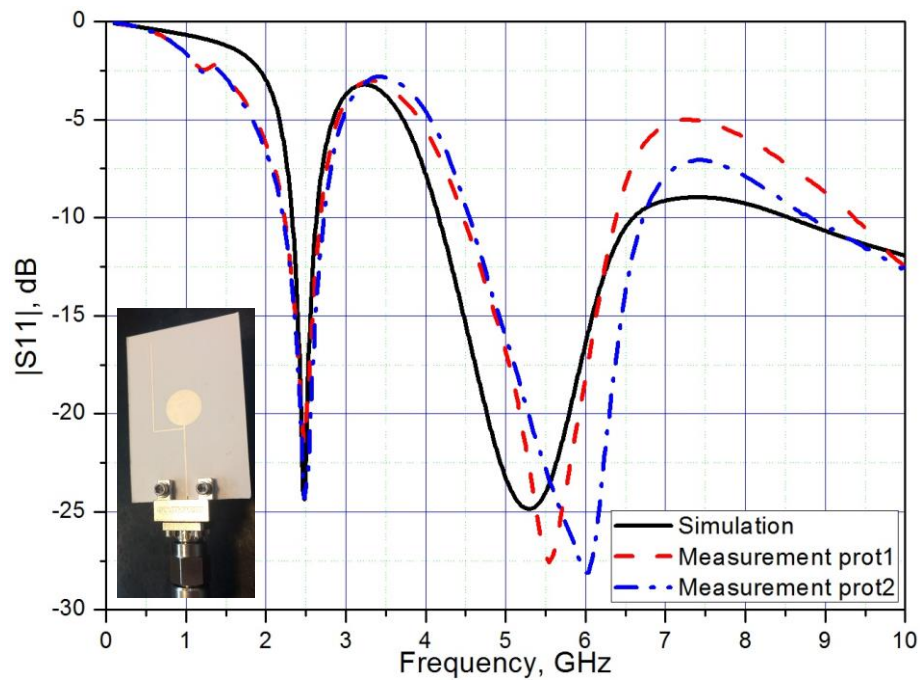 0
-5
-10
-15
-20
-25
-30
|S11|, dB
0 1 2 3 4 5 6 7 8 9 10
Frequency, GHz
Simulation
Measurement prot1
Measurement prot2